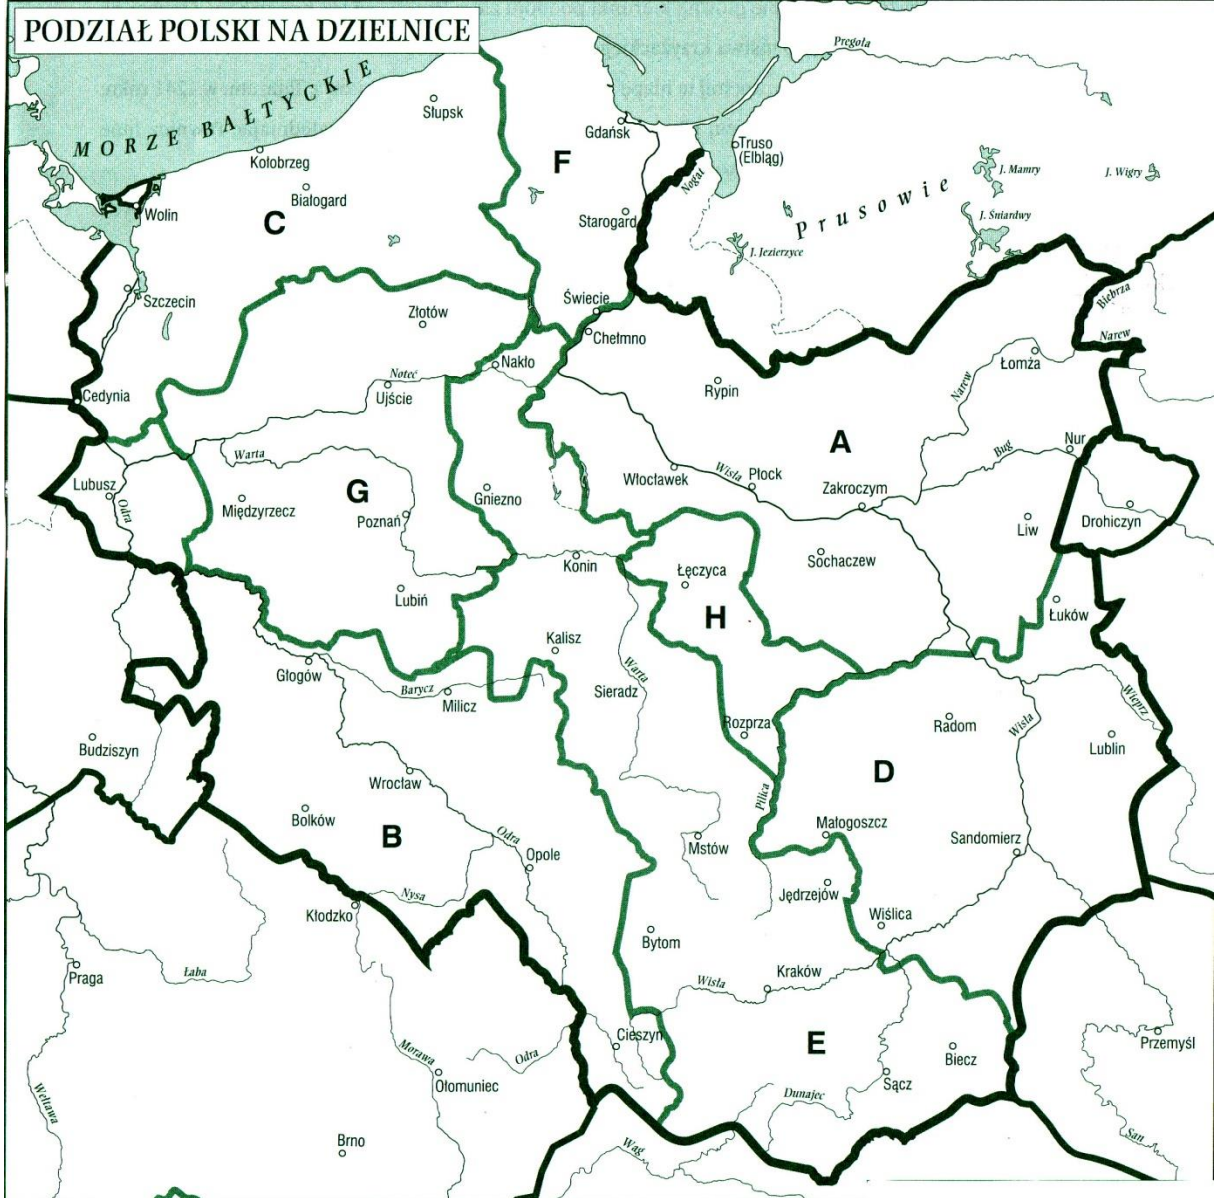 PODZIAŁ POLSKI NA DZIELNICE
Pregoła
MORZE BAŁTYCKIE
Słupsk
Gdańsk
Truso
(Elbląg)
Kołobrzeg
F
J. Mamry
J. Wigry
Nogat
Białogard
Prusowie
Wolin
C
Starogard
J. Śniardwy
J. Jezierzyce
Szczecin
Świecie
Biebrza
Złotów
Chełmno
Narew
Nakło
Łomża
Noteć
Cedynia
Ujście
Rypin
Narew
A
Nur
Warta
Bug
Wisła
Włocławek
Płock
Lubusz
G
Zakroczym
Odra
Międzyrzecz
Gniezno
Poznań
Liw
Drohiczyn
Konin
Sochaczew
Łęczyca
Lubiń
H
Łuków
Kalisz
Głogów
Warta
Barycz
Milicz
Sieradz
Wieprz
Rozprza
Radom
Wisła
Budziszyn
Lublin
Wrocław
D
Pilica
Bolków
B
Odra
Małogoszcz
Mstów
Sandomierz
Opole
Nysa
Jędrzejów
Kłodzko
Wiślica
Bytom
Łaba
Praga
Wisła
Kraków
Cieszyn
E
Przemyśl
Morawa
Odra
Biecz
Ołomuniec
Sącz
Wełtawa
Dunajec
Brno
Wag
San